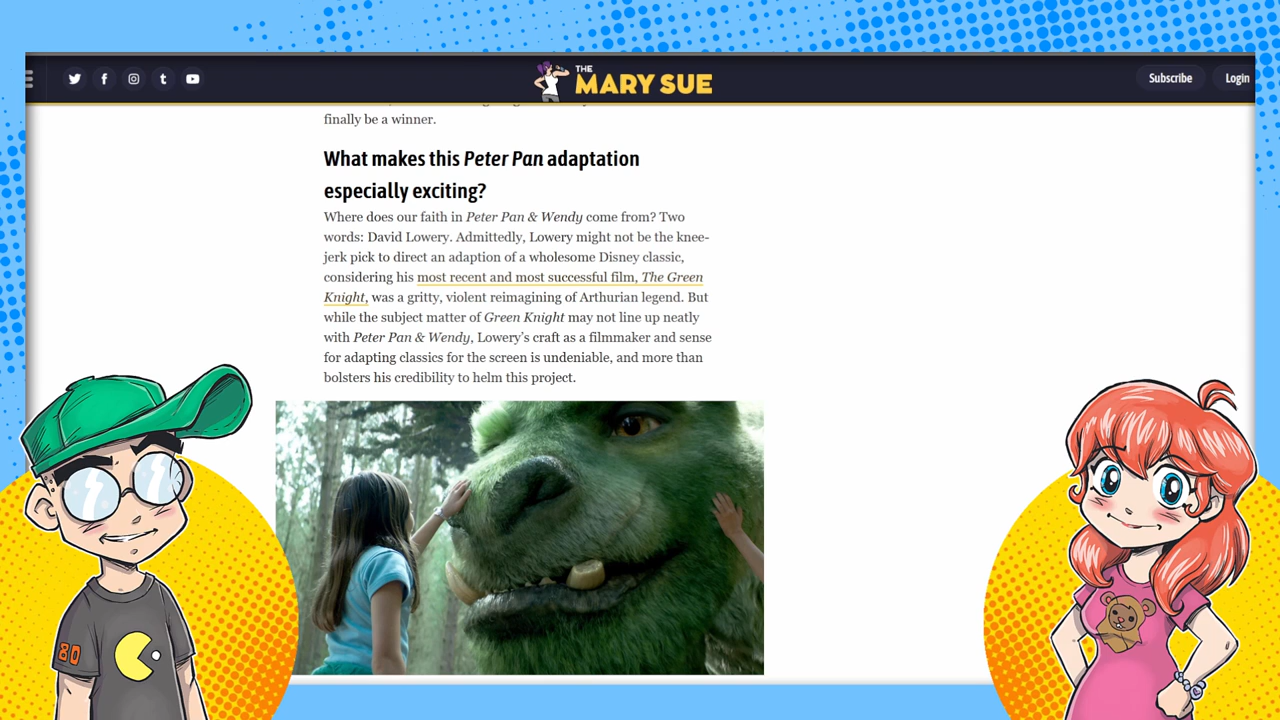 THE
MARY SUE
Subscribe
Login
finally be a winner.
What makes this Peter Pan adaptation
especially exciting?
Where does our faith in Peter Pan & Wendy come from? Two
words: David Lowery. Admittedly, Lowery might not be the knee-
jerk pick to direct an adaption of a wholesome Disney classic,
considering his most recent and most successful film, The Green
Knight, was a gritty, violent reimagining of Arthurian legend. But
while the subject matter of Green Knight may not line up neatly
with Peter Pan & Wendy, Lowery's craft as a filmmaker and sense
for adapting classics for the screen is undeniable, and more than
bolsters his credibility to helm this project.
80